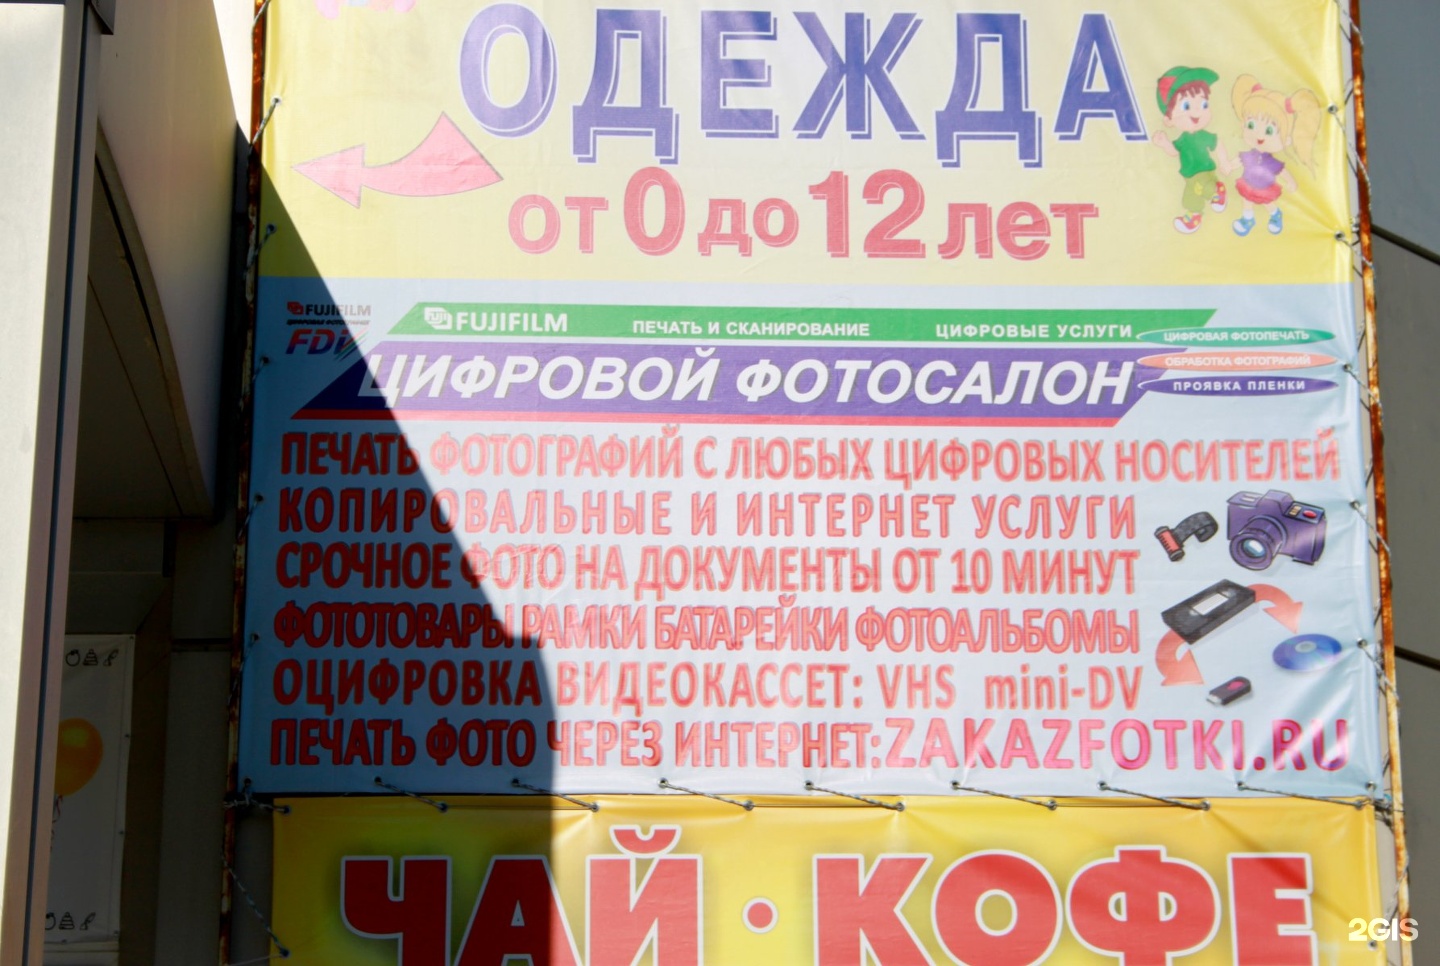 ОДЕЖДА
от 0 до 12 лет
FUJIFILM
FUJIFILM ПЕЧАТЬ И СКАНИРОВАНИЕ ЦИФРОВЫЕ УСЛУГИ
ЦИФРОВАЯ ФОТОПЕЧАТЬ
ОБРАБОТКА ФОТОГРАФИЙ
ПРОЯВКА ПЛЕНКИ
ЦИФРОВОЙ ФОТОСАЛОН
ПЕЧАТЬ ФОТОГРАФИЙ С ЛЮБЫХ ЦИФРОВЫХ НОСИТЕЛЕЙ
КОПИРОВАЛЬНЫЕ И ИНТЕРНЕТ УСЛУГИ
СРОЧНОЕ ФОТО НА ДОКУМЕНТЫ ОТ 10 МИНУТ
ФОТОТОВАРЫ РАМКИ БАТАРЕЙКИ ФОТОАЛЬБОМЫ
ОЦИФРОВКА ВИДЕОКАССЕТ: VHS mini-DV
ПЕЧАТЬ ФОТО ЧЕРЕЗ ИНТЕРНЕТ: ZAKAZFOTKI.RU
ЧАЙ · КОФЕ
2GIS